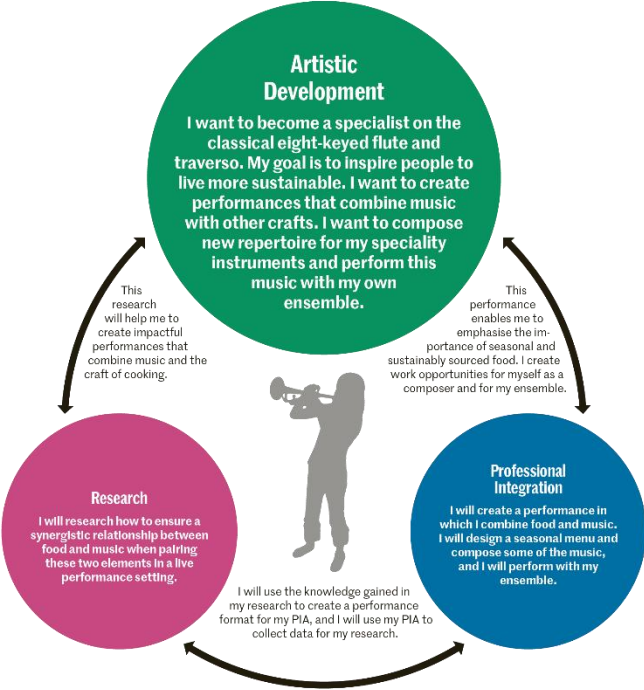 Artistic
Development
I want to become a specialist on the
classical eight-keyed flute and
traverso. My goal is to inspire people to
live more sustainable. I want to create
performances that combine music
with other crafts. I want to compose
new repertoire for my speciality
instruments and perform this
music with my own
ensemble.
This
research
will help me to
create impactful
performances that
combine music and the
craft of cooking.
This
performance
enables me to
emphasise the im-
portance of seasonal and
sustainably sourced food. I create
work opportunities for myself as a
composer and for my ensemble.
Research
I will research how to ensure a
synergistic relationship between
food and music when pairing
these two elements in a live
performance setting.
Professional
Integration
I will create a performance in
which I combine food and music.
I will design a seasonal menu and
compose some of the music,
and I will perform with my
ensemble.
I will use the knowledge gained in
my research to create a performance
format for my PIA, and I will use my PIA to
collect data for my research.